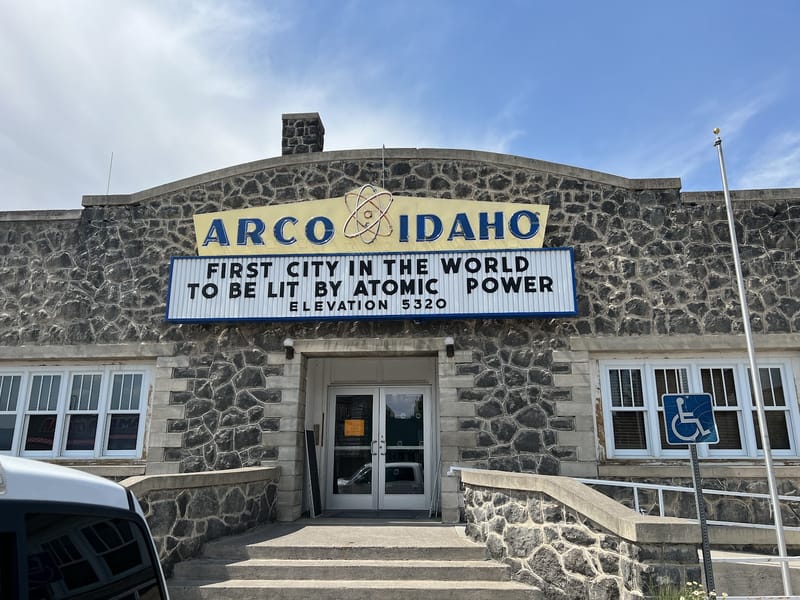 ARCO IDAHO
FIRST CITY IN THE WORLD
TO BE LIT BY ATOMIC POWER
ELEVATION 5320